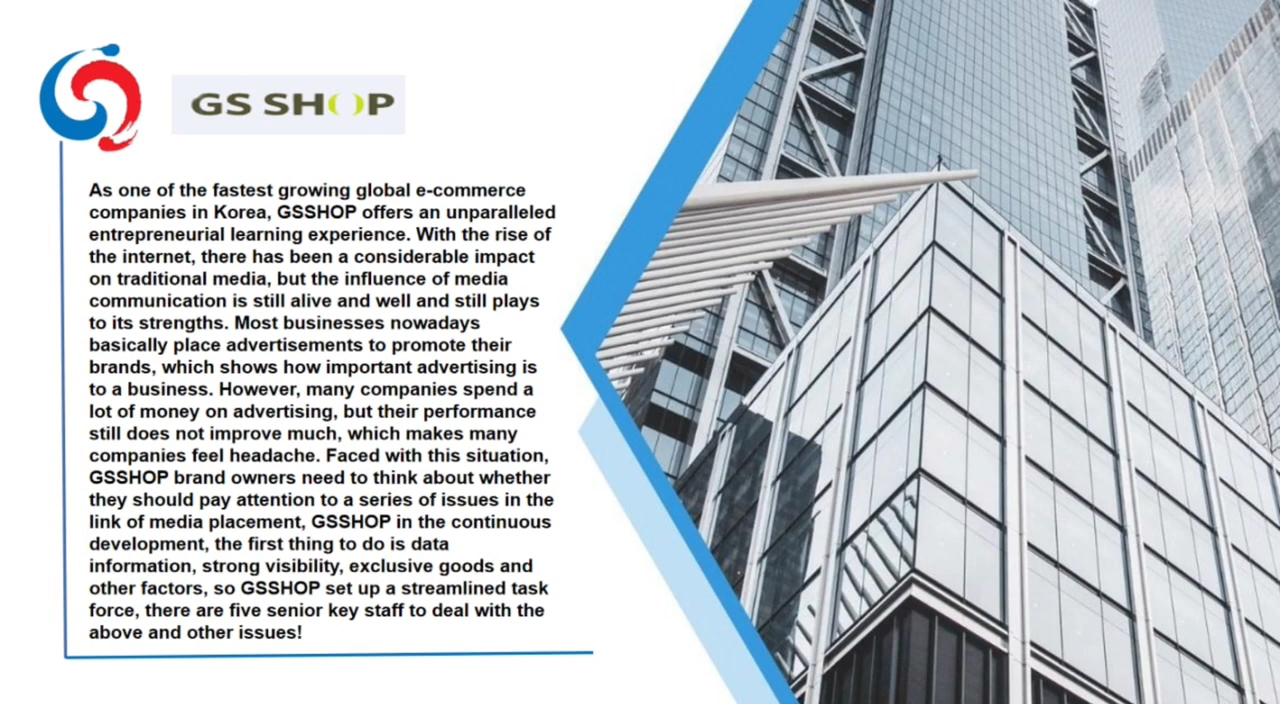 GS SHOP
As one of the fastest growing global e-commerce
companies in Korea, GSSHOP offers an unparalleled
entrepreneurial learning experience. With the rise of
the internet, there has been a considerable impact
on traditional media, but the influence of media
communication is still alive and well and still plays
to its strengths. Most businesses nowadays
basically place advertisements to promote their
brands, which shows how important advertising is
to a business. However, many companies spend a
lot of money on advertising, but their performance
still does not improve much, which makes many
companies feel headache. Faced with this situation,
GSSHOP brand owners need to think about whether
they should pay attention to a series of issues in the
link of media placement, GSSHOP in the continuous
development, the first thing to do is data
information, strong visibility, exclusive goods and
other factors, so GSSHOP set up a streamlined task
force, there are five senior key staff to deal with the
above and other issues!